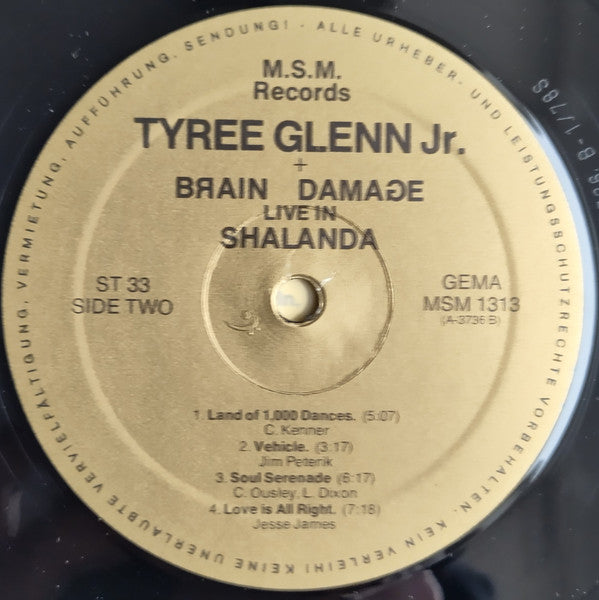 ALLE URHEBER- UND LEISTUNGSSCHUTZRECHTE VORBEHALTEN. KEIN VERLEIH! KEINE UNERLAUBTE VERVIELFÄLTIGUNG, VERMIETUNG, AUFFÜHRUNG, SENDUNG! -
M.S.M.
Records
TYREE GLENN Jr.
+
BRAIN DAMAGE
LIVE IN
SHALANDA
ST 33
SIDE TWO
GEMA
MSM 1313
(A-3736 B)
1. Land of 1,000 Dances. (5:07)
C. Kenner
2. Vehicle. (3:17)
Jim Peterik
3. Soul Serenade (6:17)
C. Ousley, L. Dixon
4. Love is All Right. (7:18)
Jesse James
B-1/78S